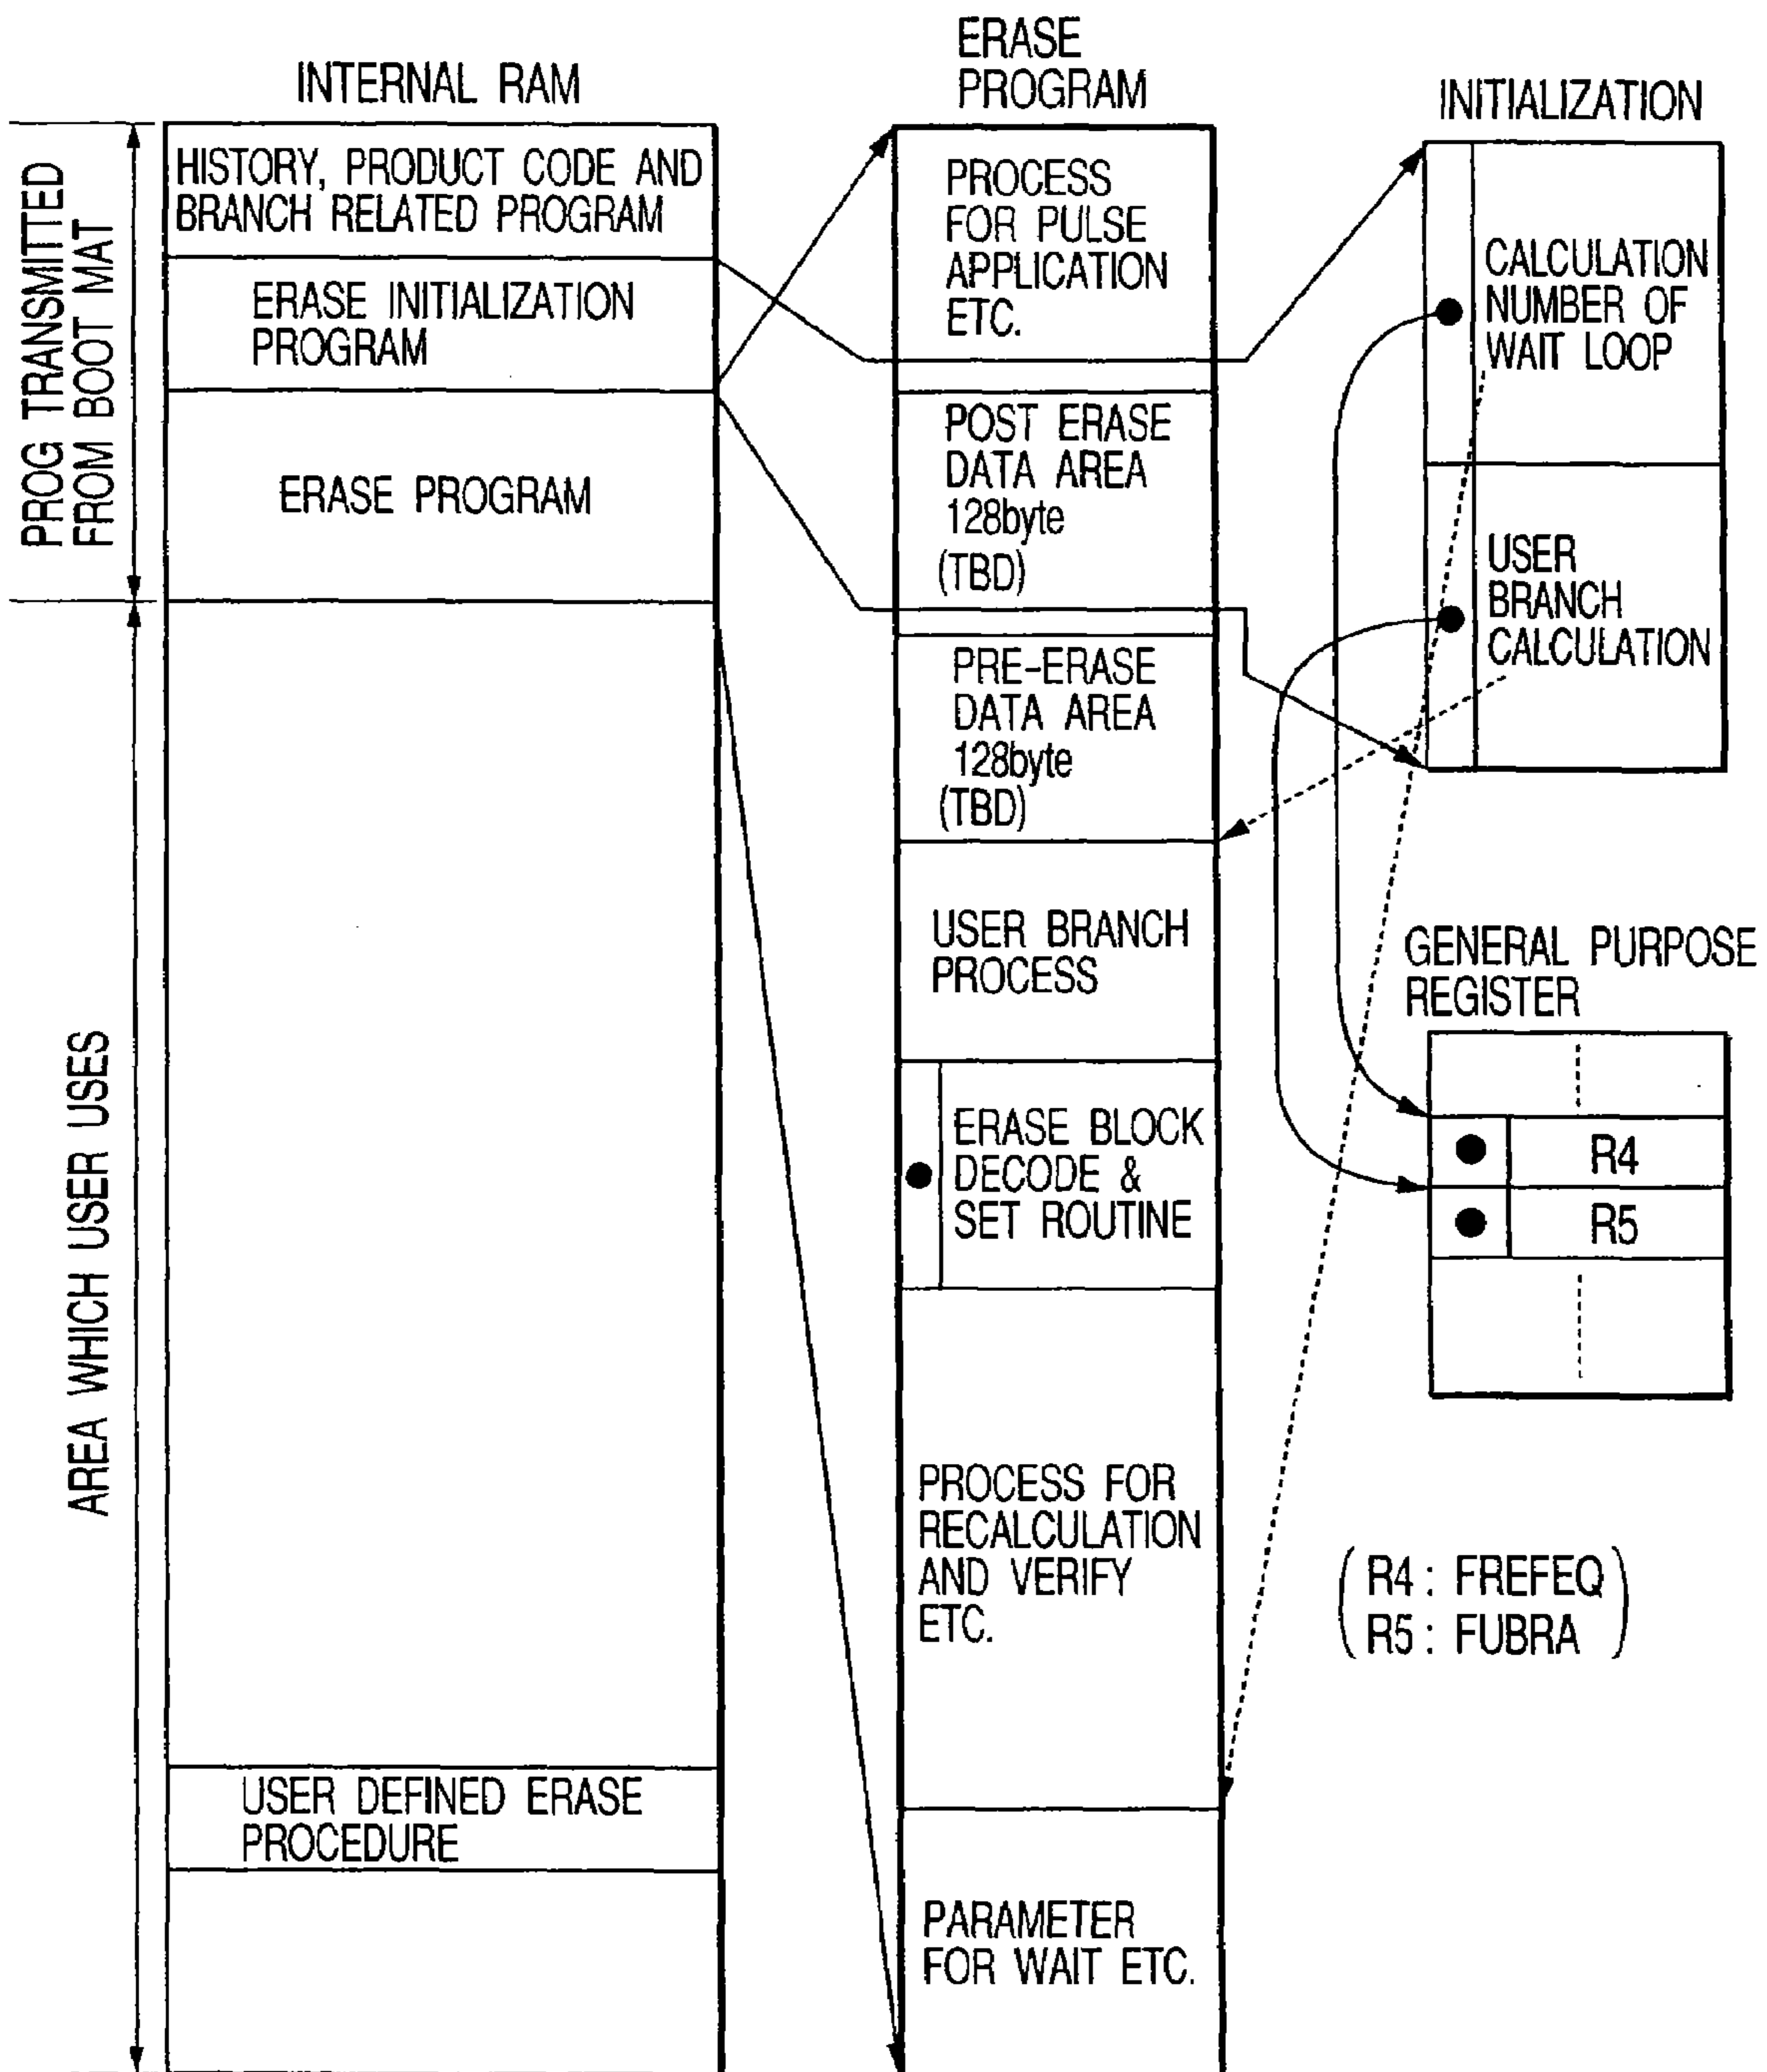 INTERNAL RAM
PROG TRANSMITTED
FROM BOOT MAT
HISTORY, PRODUCT CODE AND
BRANCH RELATED PROGRAM
ERASE INITIALIZATION
PROGRAM
ERASE PROGRAM
AREA WHICH USER USES
USER DEFINED ERASE
PROCEDURE
ERASE
PROGRAM
PROCESS
FOR PULSE
APPLICATION
ETC.
POST ERASE
DATA AREA
128byte
(TBD)
PRE-ERASE
DATA AREA
128byte
(TBD)
USER BRANCH
PROCESS
ERASE BLOCK
DECODE &
SET ROUTINE
PROCESS FOR
RECALCULATION
AND VERIFY
ETC.
PARAMETER
FOR WAIT ETC.
INITIALIZATION
CALCULATION
NUMBER OF
WAIT LOOP
USER
BRANCH
CALCULATION
GENERAL PURPOSE
REGISTER
R4
R5
R4 : FREFEQ
R5 : FUBRA